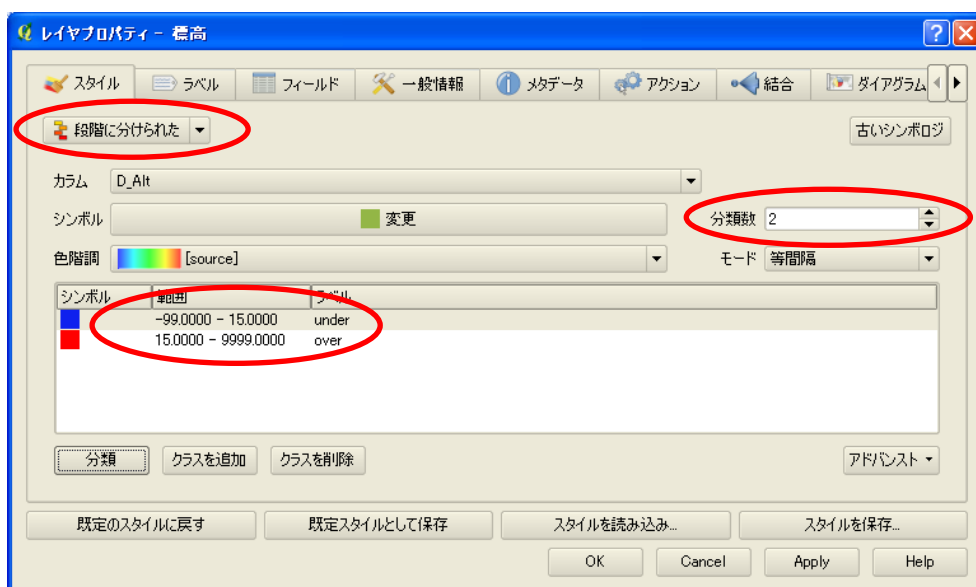 レイヤプロパティ - 標高
スタイル ラベル フィールド 一般情報 メタデータ アクション 結合 ダイアグラム
段階に分けられた 古いシンボロジ
カラム D_Alt
シンボル 変更 分類数 2
色階調 [source] モード 等間隔
シンボル 範囲 ラベル
-99.0000 - 15.0000 under
15.0000 - 9999.0000 over
分類 クラスを追加 クラスを削除 アドバンスト
既定のスタイルに戻す 既定スタイルとして保存 スタイルを読み込み... スタイルを保存...
OK Cancel Apply Help